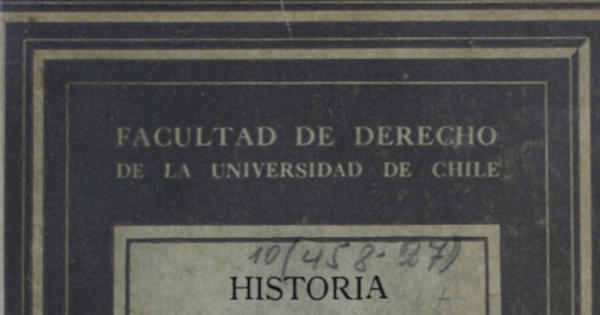 FACULTAD DE DERECHO
DE LA UNIVERSIDAD DE CHILE
10(458-27)
HISTORIA